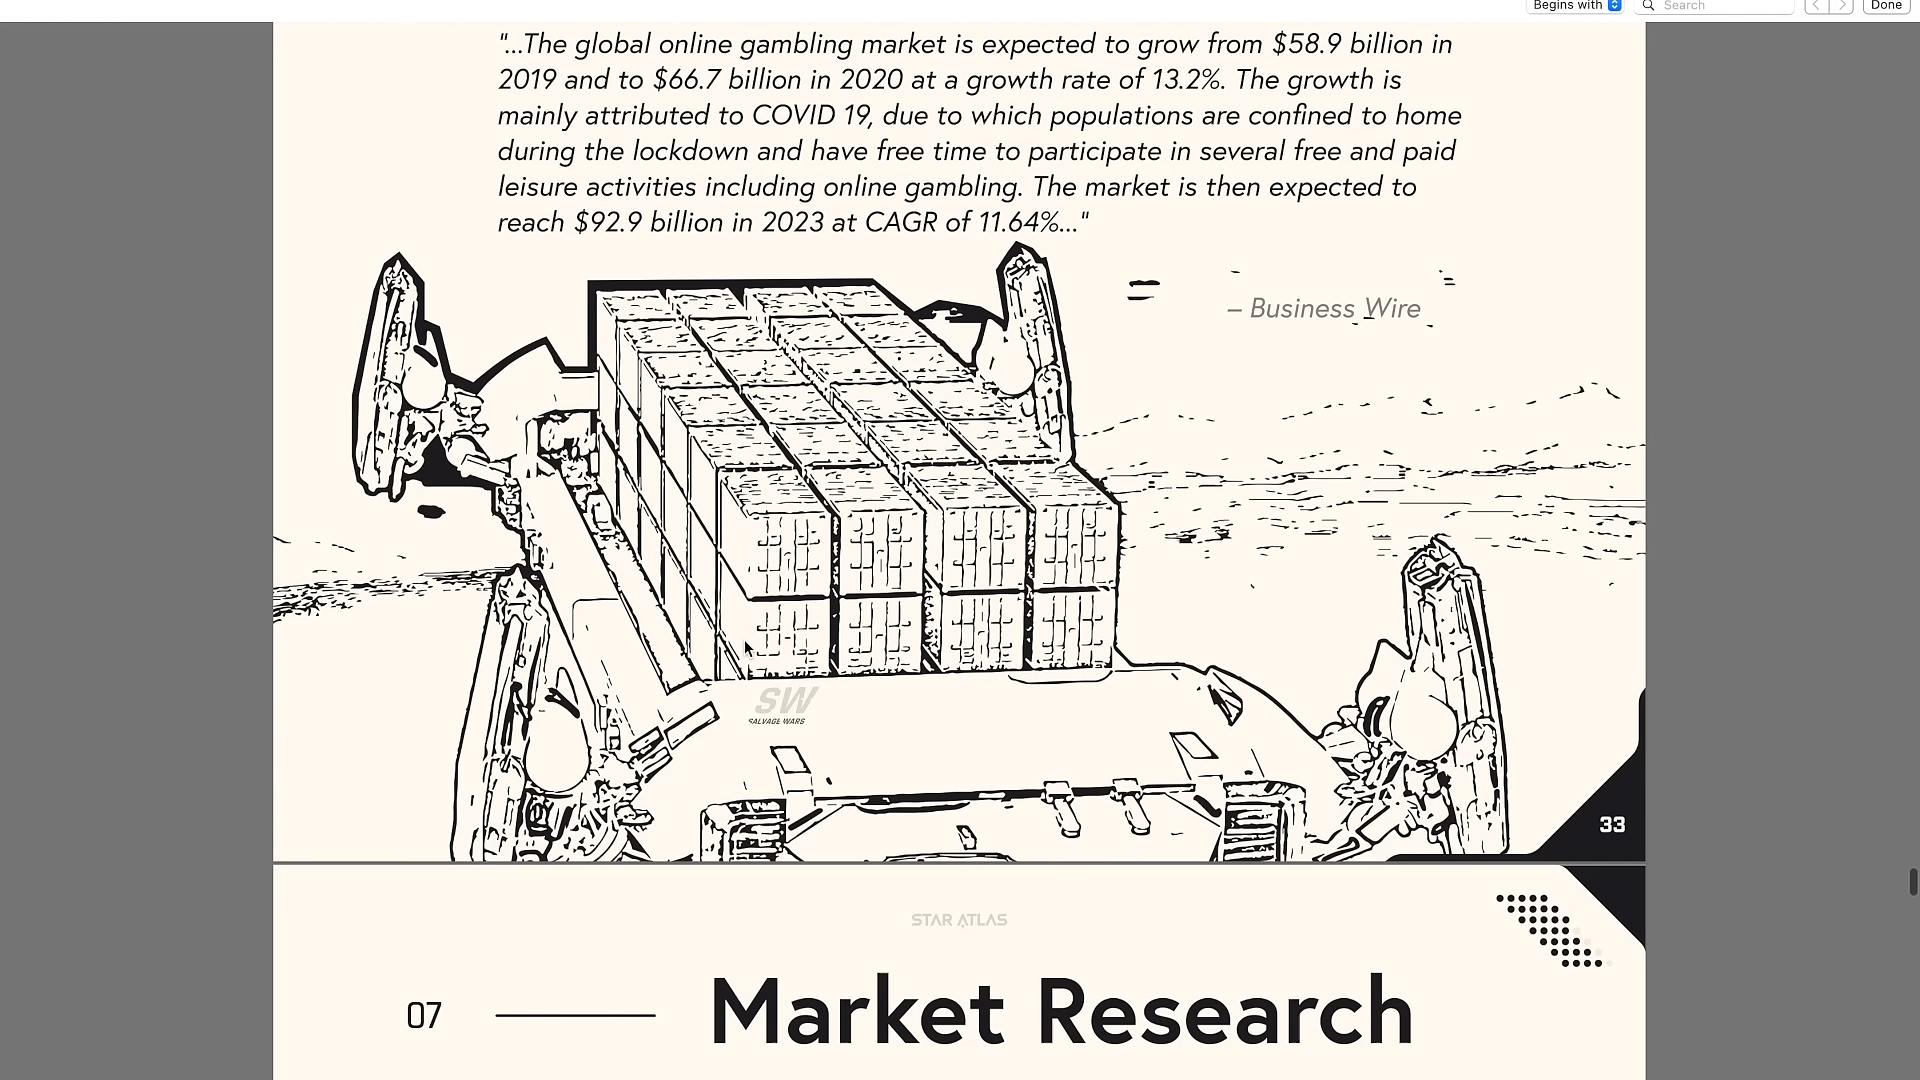 Begins with
Search
Done
"...The global online gambling market is expected to grow from $58.9 billion in
2019 and to $66.7 billion in 2020 at a growth rate of 13.2%. The growth is
mainly attributed to COVID 19, due to which populations are confined to home
during the lockdown and have free time to participate in several free and paid
leisure activities including online gambling. The market is then expected to
reach $92.9 billion in 2023 at CAGR of 11.64%..."
– Business Wire
SW
SALVAGE WARS
33
STAR ATLAS
07
Market Research